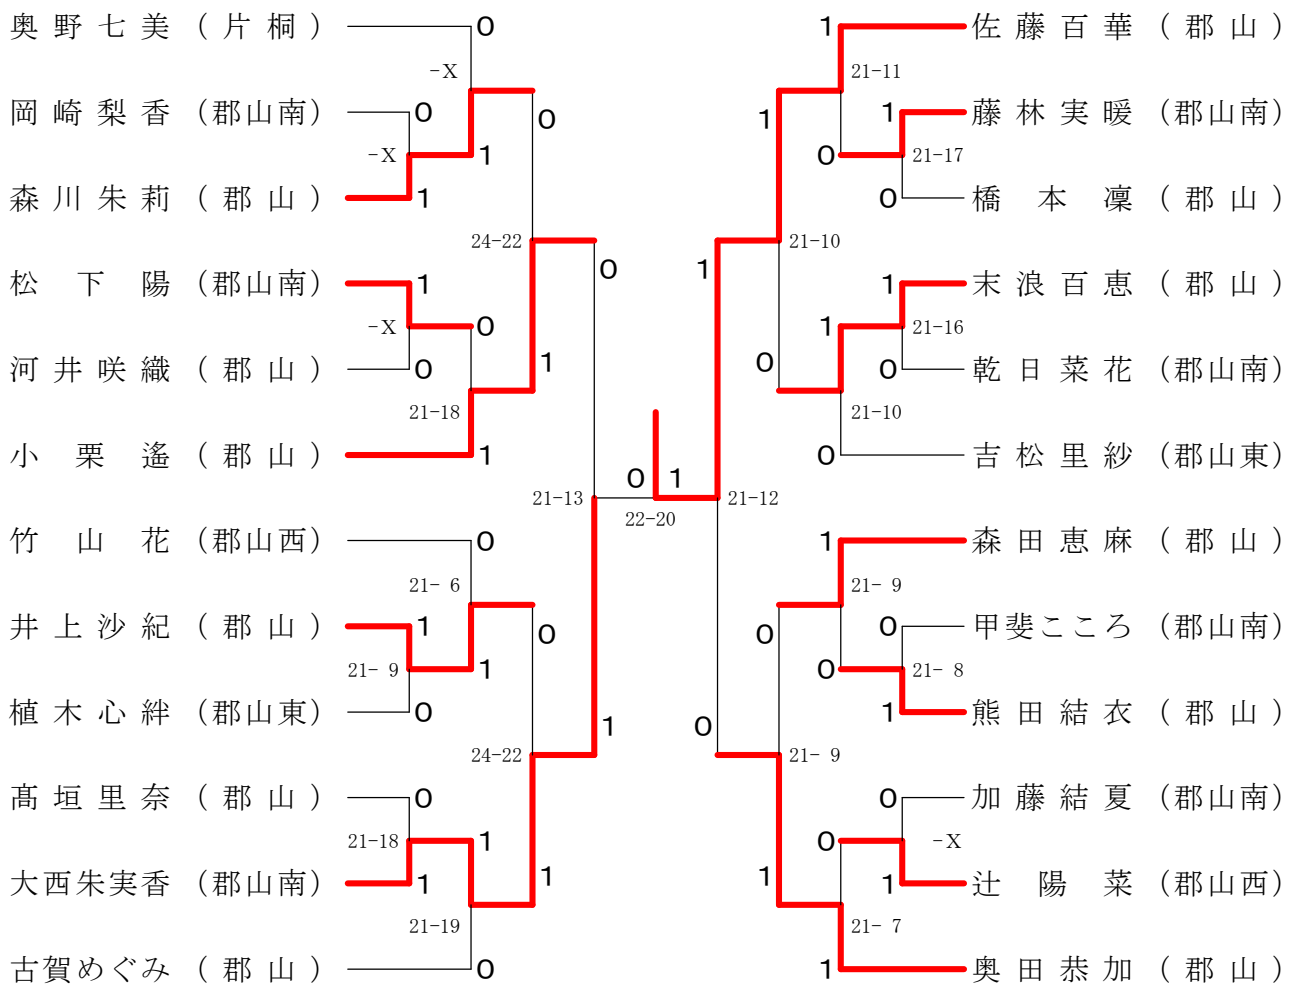 奥野七美 (片桐) 0 1 佐藤百華 (郡山)
-X 21-11
岡崎梨香 (郡山南) 0 0 1 1 藤林実暖 (郡山南)
-X 1 0 21-17
森川朱莉 (郡山) 1 0 橋本凜 (郡山)
24-22 21-10
松下陽 (郡山南) 1 0 1 1 末浪百恵 (郡山)
-X 0 1 21-16
河井咲織 (郡山) 0 1 0 0 乾日菜花 (郡山南)
21-18 21-10
小栗遙 (郡山) 1 0 吉松里紗 (郡山東)
21-13 0 1 21-12
22-20
竹山花 (郡山西) 0 1 森田恵麻 (郡山)
21- 6 21- 9
井上沙紀 (郡山) 1 0 0 0 甲斐こころ (郡山南)
21- 9 1 0 21- 8
植木心絆 (郡山東) 0 1 0 1 熊田結衣 (郡山)
24-22 21- 9
髙垣里奈 (郡山) 0 0 加藤結夏 (郡山南)
21-18 1 0 -X
大西朱実香 (郡山南) 1 1 1 1 辻陽菜 (郡山西)
21-19 21- 7
古賀めぐみ (郡山) 0 1 奥田恭加 (郡山)